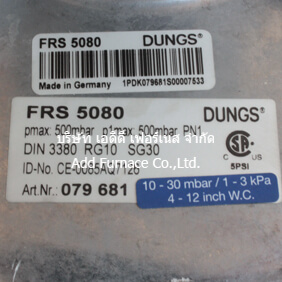 FRS 5080 DUNGS®
Made in Germany 1PDK079681S00007533
FRS 5080 DUNGS®
pmax: 500mbar p1max: 500mbar PN1
บริษัท แอ๊ด เฟอร์เนส จำกัด
DIN 3380 RG10 SG30
Add Furnace Co.,Ltd.
ID-No. CE-0085AQ7126
C US
5PSI
Art.Nr.: 079 681
10 - 30 mbar / 1 - 3 kPa
4 - 12 inch W.C.